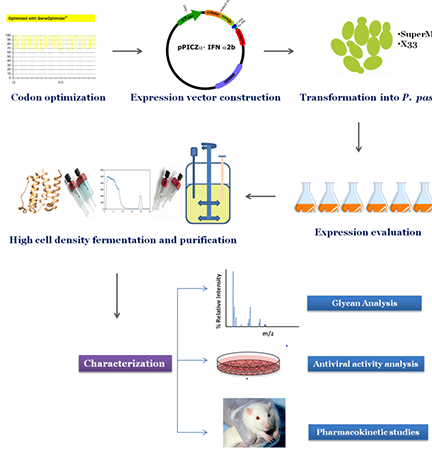 Optimized with GeneOptimizer®
pPICZα- IFN α2b
•SuperM
•X33
Codon optimization
Expression vector construction
Transformation into P. pas
High cell density fermentation and purification
Expression evaluation
% Relative Intensity
m/z
Glycan Analysis
Characterization
Antiviral activity analysis
Pharmacokinetic studies